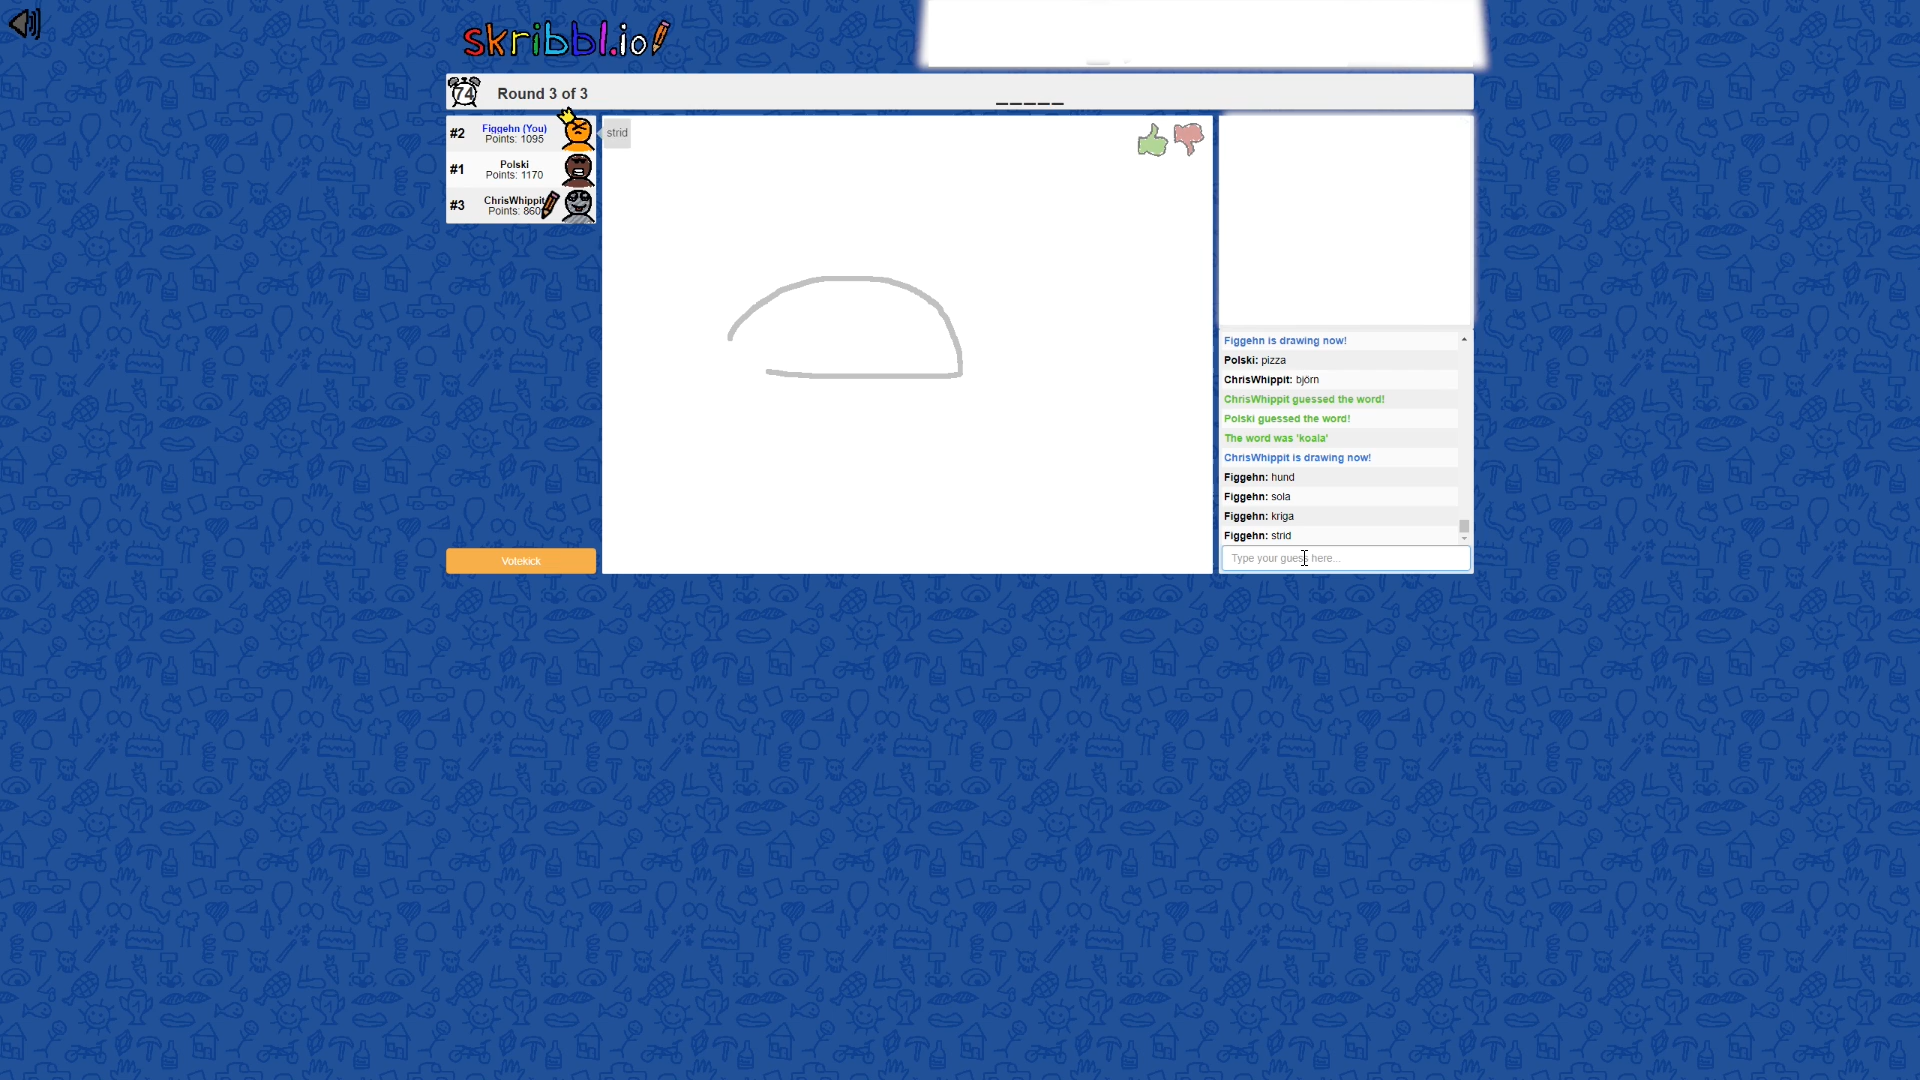 skribbl.io
74
Round 3 of 3
_ _ _ _ _
#2
Figgehn (You)
Points: 1095
#1
Polski
Points: 1170
#3
ChrisWhippit
Points: 860
strid
Votekick
Figgehn is drawing now!
Polski: pizza
ChrisWhippit: björn
ChrisWhippit guessed the word!
Polski guessed the word!
The word was 'koala'
ChrisWhippit is drawing now!
Figgehn: hund
Figgehn: sola
Figgehn: kriga
Figgehn: strid
Type your guess here...